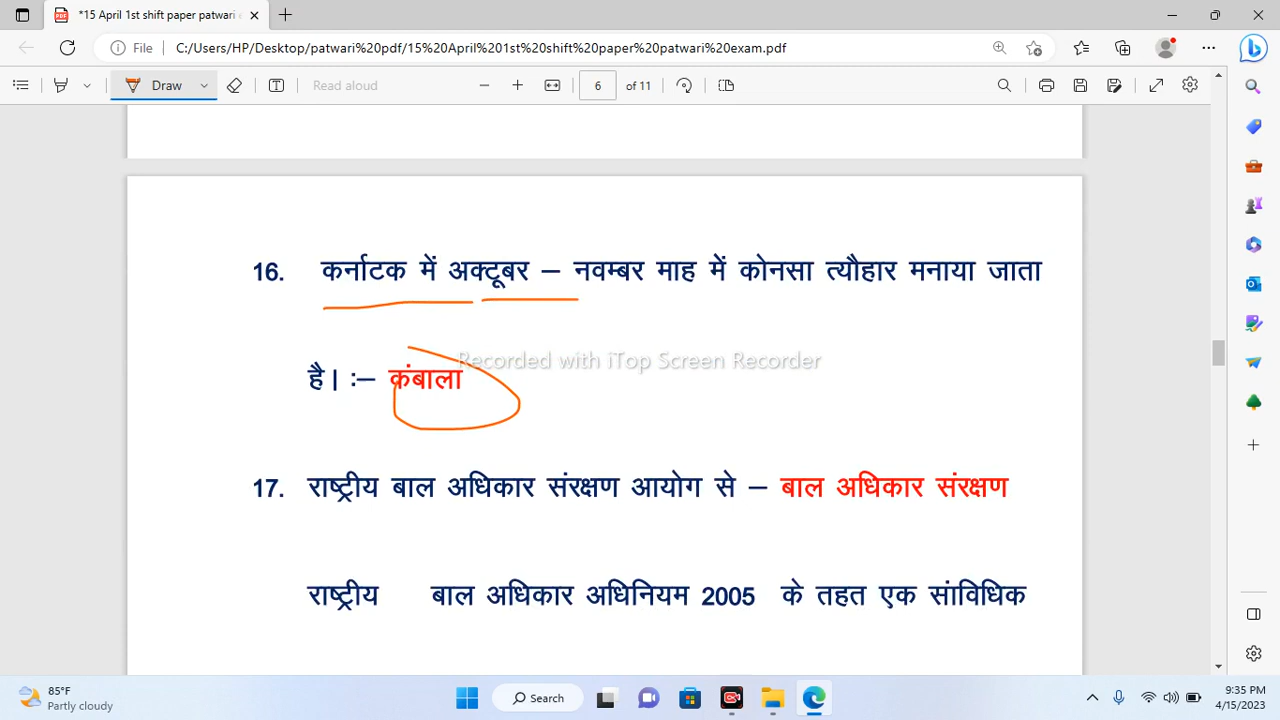 *15 April 1st shift paper patwari e
File C:/Users/HP/Desktop/patwari%20pdf/15%20April%201st%20shift%20paper%20patwari%20exam.pdf
Draw Read aloud 6 of 11
16. कर्नाटक में अक्टूबर – नवम्बर माह में कोनसा त्यौहार मनाया जाता
Recorded with iTop Screen Recorder
है। :– कंबाला
17. राष्ट्रीय बाल अधिकार संरक्षण आयोग से – बाल अधिकार संरक्षण
राष्ट्रीय बाल अधिकार अधिनियम 2005 के तहत एक सांविधिक
85°F
Partly cloudy
Search
9:35 PM
4/15/2023